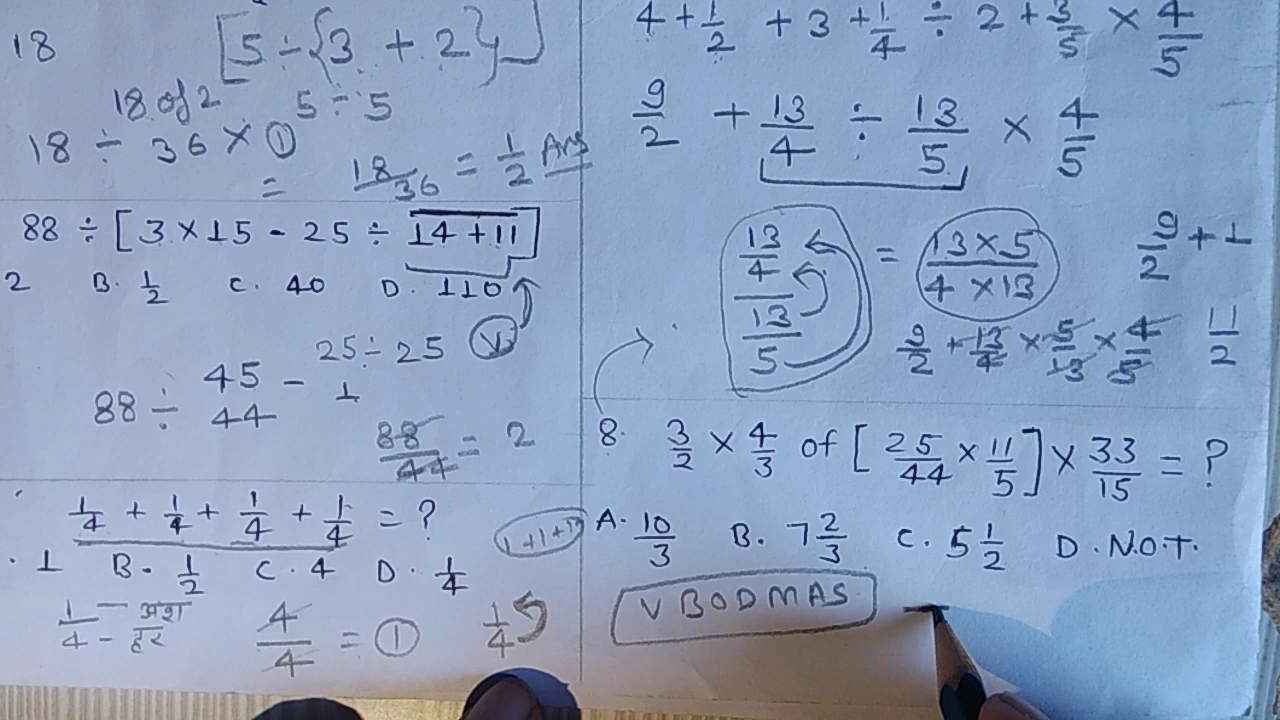 18 [5 ÷ {3 + 2}]
18 of 2 5 ÷ 5
18 ÷ 36 × ①
= 18/36 = 1/2 Ans
88 ÷ [3 × 15 - 25 ÷ 14 + 11]
2 B. 1/2 C. 40 D. 110
25 ÷ 25 V
88 ÷ 45 - 1
44
88/44 = 2
1/4 + 1/4 + 1/4 + 1/4 = ?
. 1 B. 1/2 C. 4 D. 1/4
1/4 - अंश
- हर
4/4 = ① 1/4
4 + 1/2 + 3 + 1/4 ÷ 2 + 3/5 × 4/5
9/2 + 13/4 ÷ 13/5 × 4/5
13/4 / 13/5 = 13×5 / 4×13 9/2 + 1
9/2 + 13/4 × 5/13 × 4/5 11/2
8. 3/2 × 4/3 of [25/44 × 11/5] × 33/15 = ?
A. 10/3 B. 7 2/3 C. 5 1/2 D. N.O.T.
V BODMAS